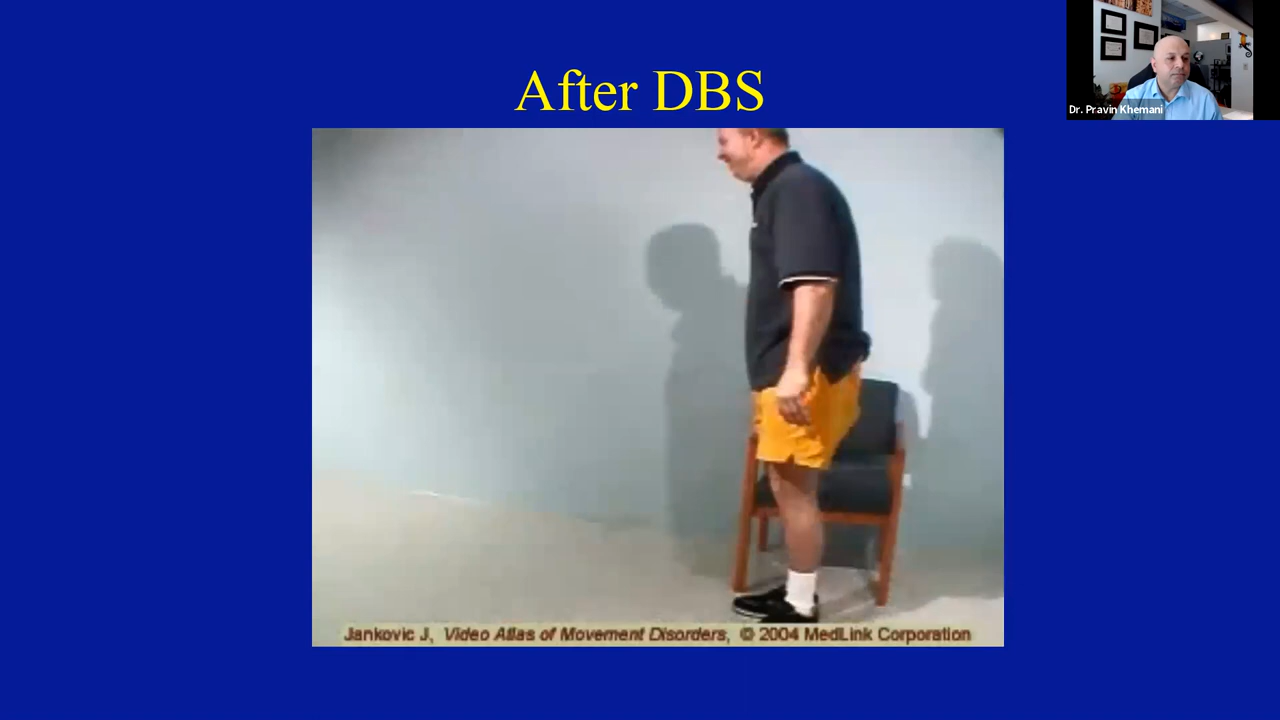 After DBS
Dr. Pravin Khemani
Jankovic J, Video Atlas of Movement Disorders, © 2004 MedLink Corporation